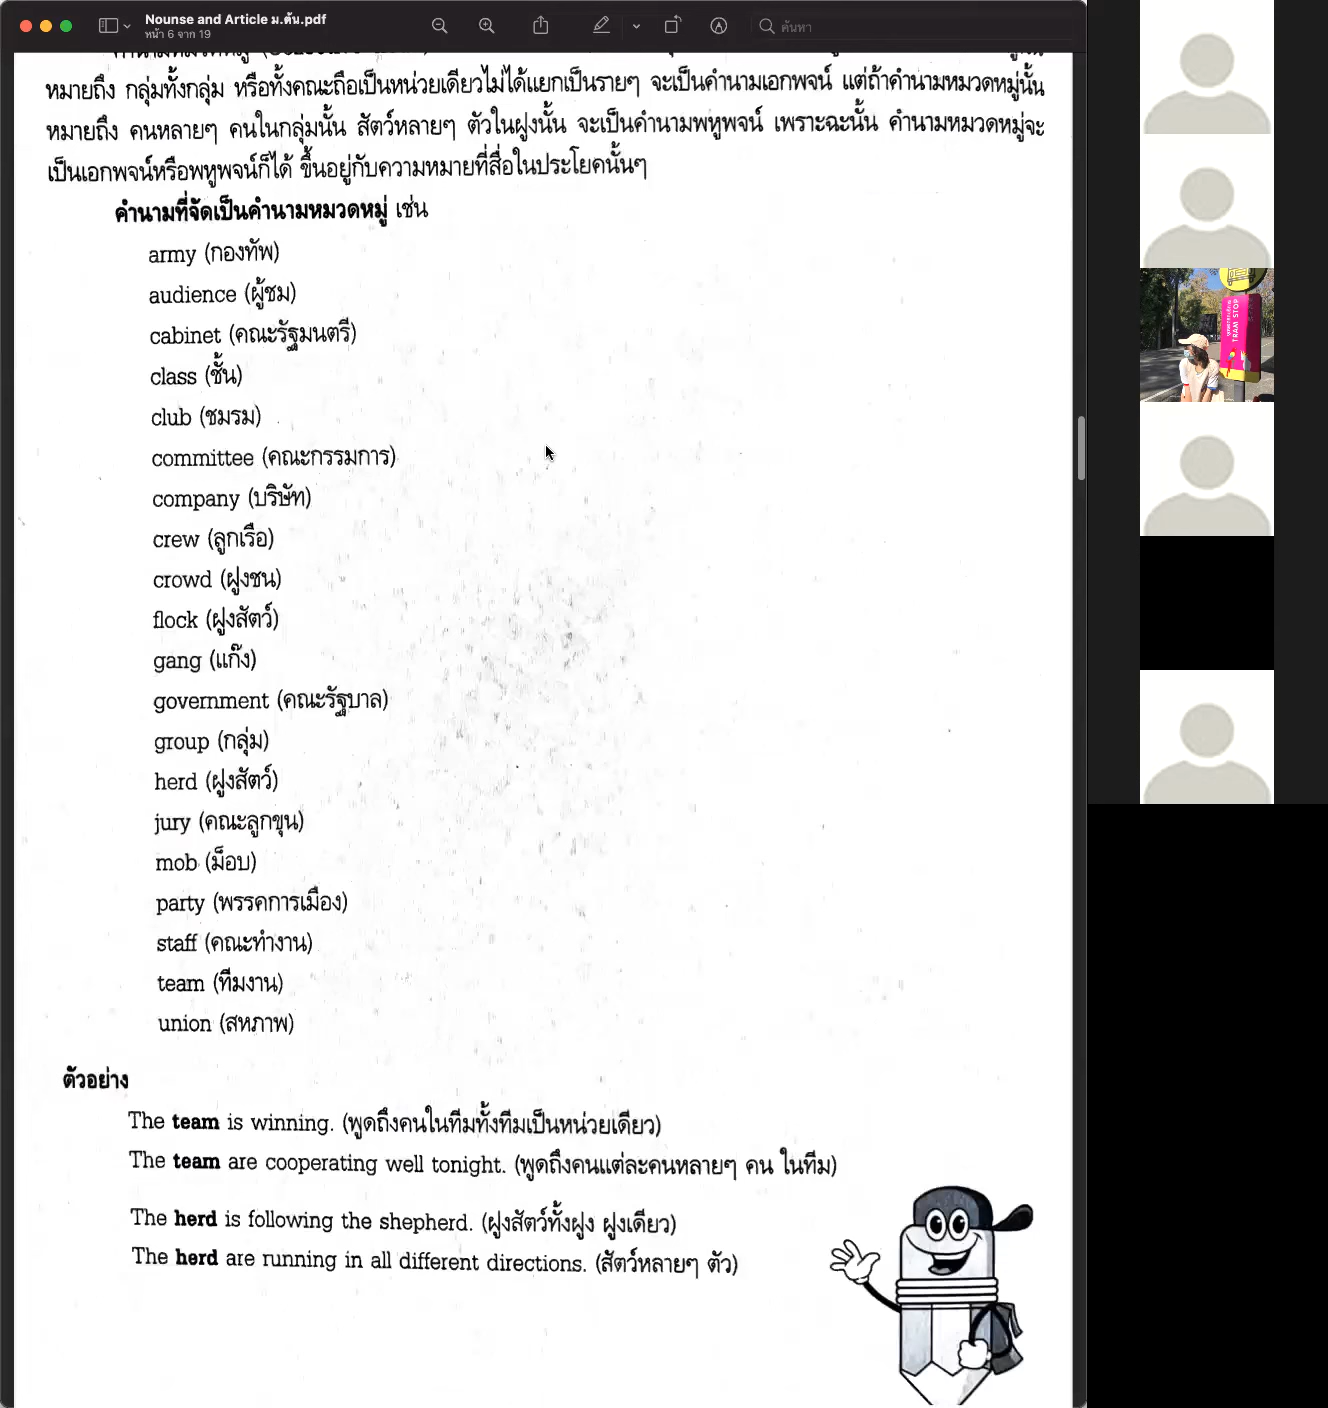 Nounse and Article ม.ต้น.pdf
หน้า 6 จาก 19
ค้นหา
หมายถึง กลุ่มทั้งกลุ่ม หรือทั้งคณะถือเป็นหน่วยเดียวไม่ได้แยกเป็นรายๆ จะเป็นคำนามเอกพจน์ แต่ถ้าคำนามหมวดหมู่นั้น
หมายถึง คนหลายๆ คนในกลุ่มนั้น สัตว์หลายๆ ตัวในฝูงนั้น จะเป็นคำนามพหูพจน์ เพราะฉะนั้น คำนามหมวดหมู่จะ
เป็นเอกพจน์หรือพหูพจน์ก็ได้ ขึ้นอยู่กับความหมายที่สื่อในประโยคนั้นๆ
คำนามที่จัดเป็นคำนามหมวดหมู่ เช่น
army (กองทัพ)
audience (ผู้ชม)
cabinet (คณะรัฐมนตรี)
class (ชั้น)
club (ชมรม)
committee (คณะกรรมการ)
company (บริษัท)
crew (ลูกเรือ)
crowd (ฝูงชน)
flock (ฝูงสัตว์)
gang (แก๊ง)
government (คณะรัฐบาล)
group (กลุ่ม)
herd (ฝูงสัตว์)
jury (คณะลูกขุน)
mob (ม็อบ)
party (พรรคการเมือง)
staff (คณะทำงาน)
team (ทีมงาน)
union (สหภาพ)
ตัวอย่าง
The team is winning. (พูดถึงคนในทีมทั้งทีมเป็นหน่วยเดียว)
The team are cooperating well tonight. (พูดถึงคนแต่ละคนหลายๆ คน ในทีม)
The herd is following the shepherd. (ฝูงสัตว์ทั้งฝูง ฝูงเดียว)
The herd are running in all different directions. (สัตว์หลายๆ ตัว)
TRAM STOP